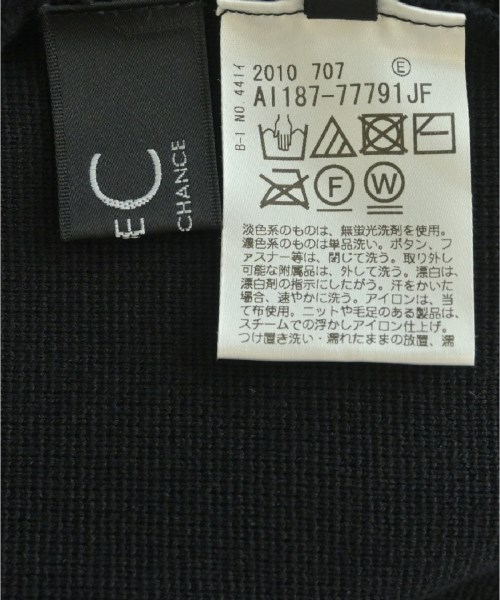 EC
CHANCE
B-1 NO.441イ
2010 707 E
AI187-77791JF
F W
淡色系のものは、無蛍光洗剤を使用。
濃色系のものは単品洗い。ボタン、フ
ァスナー等は、閉じて洗う。取り外し
可能な附属品は、外して洗う。漂白は、
漂白剤の指示にしたがう。汗をかいた
場合、速やかに洗う。アイロンは、当
て布使用。ニットや毛足のある製品は、
スチームでの浮かしアイロン仕上げ。
つけ置き洗い・濡れたままの放置、濡